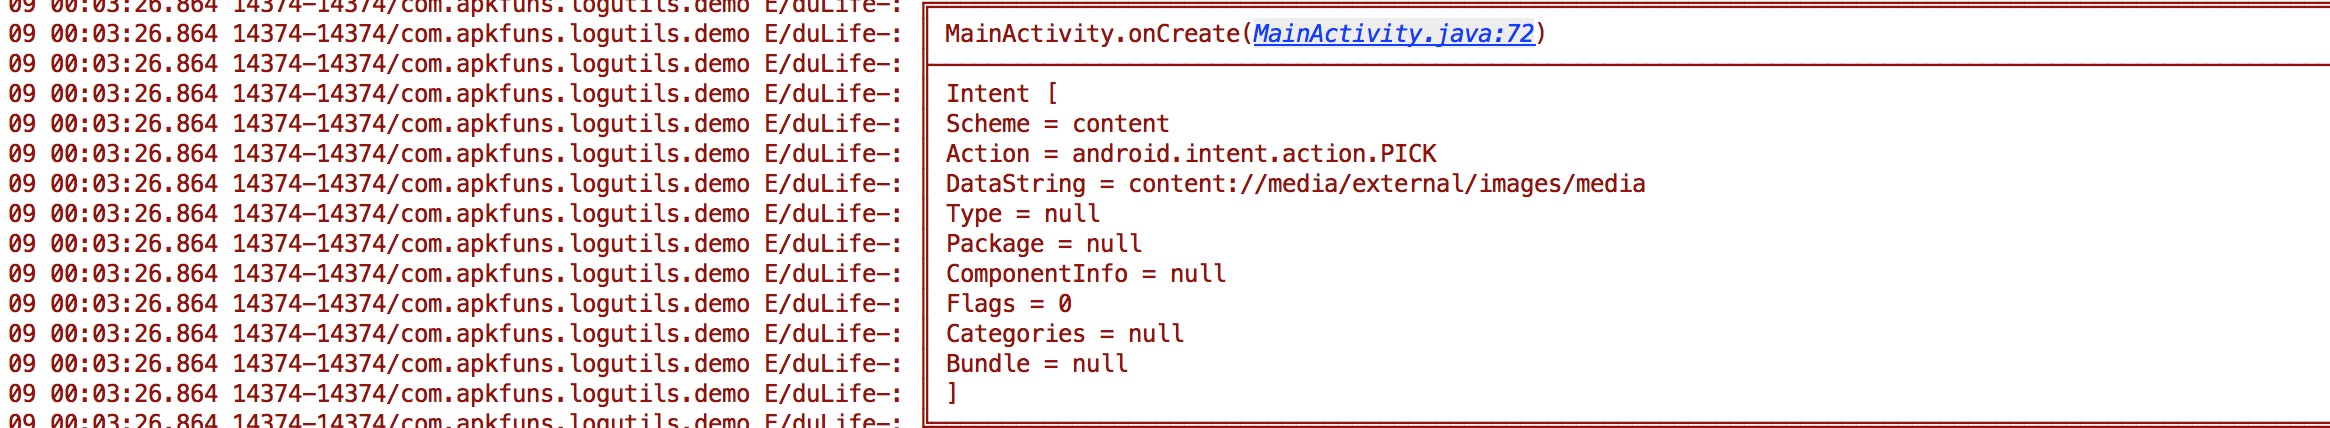 09 00:03:26.864 14374-14374/com.apkfuns.logutils.demo E/duLife-:
09 00:03:26.864 14374-14374/com.apkfuns.logutils.demo E/duLife-: MainActivity.onCreate(MainActivity.java:72)
09 00:03:26.864 14374-14374/com.apkfuns.logutils.demo E/duLife-:
09 00:03:26.864 14374-14374/com.apkfuns.logutils.demo E/duLife-: Intent [
09 00:03:26.864 14374-14374/com.apkfuns.logutils.demo E/duLife-: Scheme = content
09 00:03:26.864 14374-14374/com.apkfuns.logutils.demo E/duLife-: Action = android.intent.action.PICK
09 00:03:26.864 14374-14374/com.apkfuns.logutils.demo E/duLife-: DataString = content://media/external/images/media
09 00:03:26.864 14374-14374/com.apkfuns.logutils.demo E/duLife-: Type = null
09 00:03:26.864 14374-14374/com.apkfuns.logutils.demo E/duLife-: Package = null
09 00:03:26.864 14374-14374/com.apkfuns.logutils.demo E/duLife-: ComponentInfo = null
09 00:03:26.864 14374-14374/com.apkfuns.logutils.demo E/duLife-: Flags = 0
09 00:03:26.864 14374-14374/com.apkfuns.logutils.demo E/duLife-: Categories = null
09 00:03:26.864 14374-14374/com.apkfuns.logutils.demo E/duLife-: Bundle = null
09 00:03:26.864 14374-14374/com.apkfuns.logutils.demo E/duLife-: ]
09 00:03:26.864 14374-14374/com.apkfuns.logutils.demo E/duLife-: